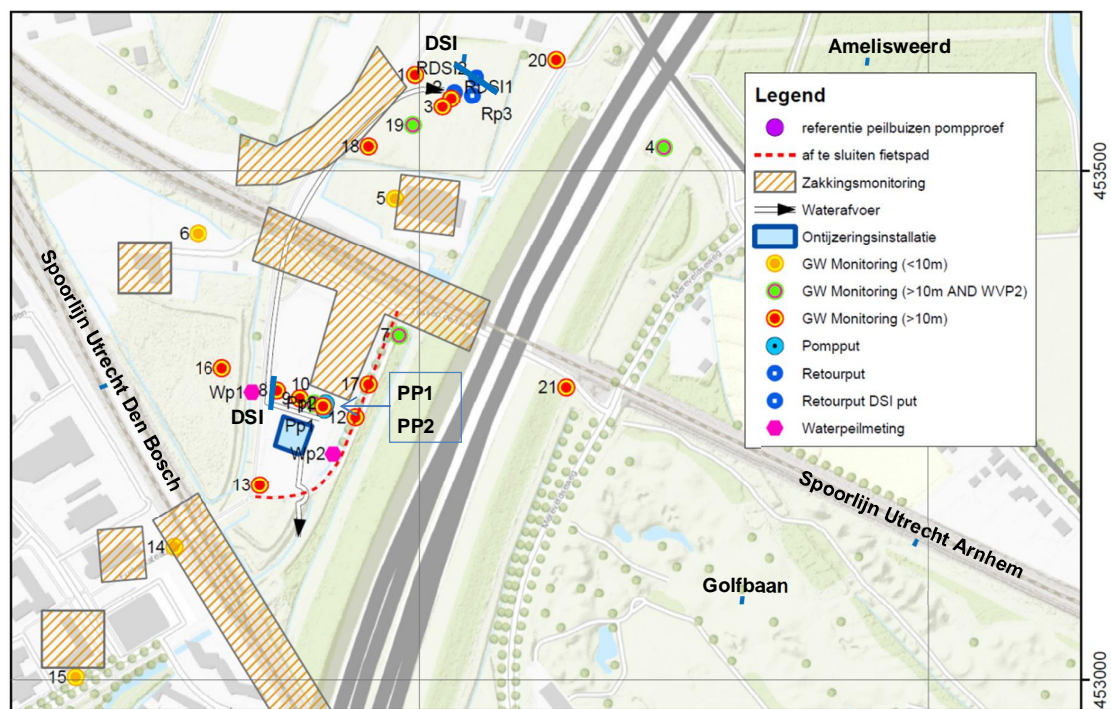 DSI
Amelisweerd
20
1
RDSI2
2
RDSI1
3
Rp3
19
18
4
5
6
Legend
referentie peilbuizen pompproef
af te sluiten fietspad
Zakkingsmonitoring
Waterafvoer
Ontijzeringsinstallatie
GW Monitoring (<10m)
GW Monitoring (>10m AND WVP2)
GW Monitoring (>10m)
Pompput
Retourput
Retourput DSI put
Waterpeilmeting
453500
Spoorlijn Utrecht Den Bosch
7
16
Wp1
8
9
10
17
21
DSI
Pp2
Pp1
12
PP1
PP2
Wp2
13
Spoorlijn Utrecht Arnhem
14
Golfbaan
15
453000